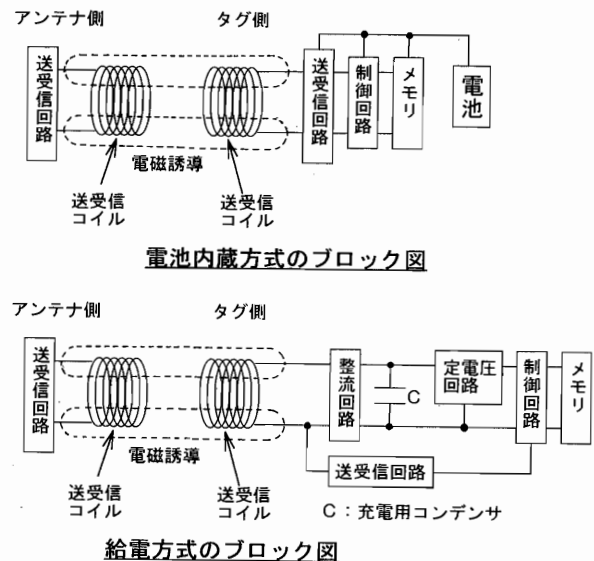 アンテナ側
タグ側
送受信回路
送受信回路
制御回路
メモリ
電池
電磁誘導
送受信
コイル
送受信
コイル
電池内蔵方式のブロック図
アンテナ側
タグ側
送受信回路
整流回路
C
定電圧
回路
制御回路
メモリ
電磁誘導
送受信回路
送受信
コイル
送受信
コイル
C：充電用コンデンサ
給電方式のブロック図